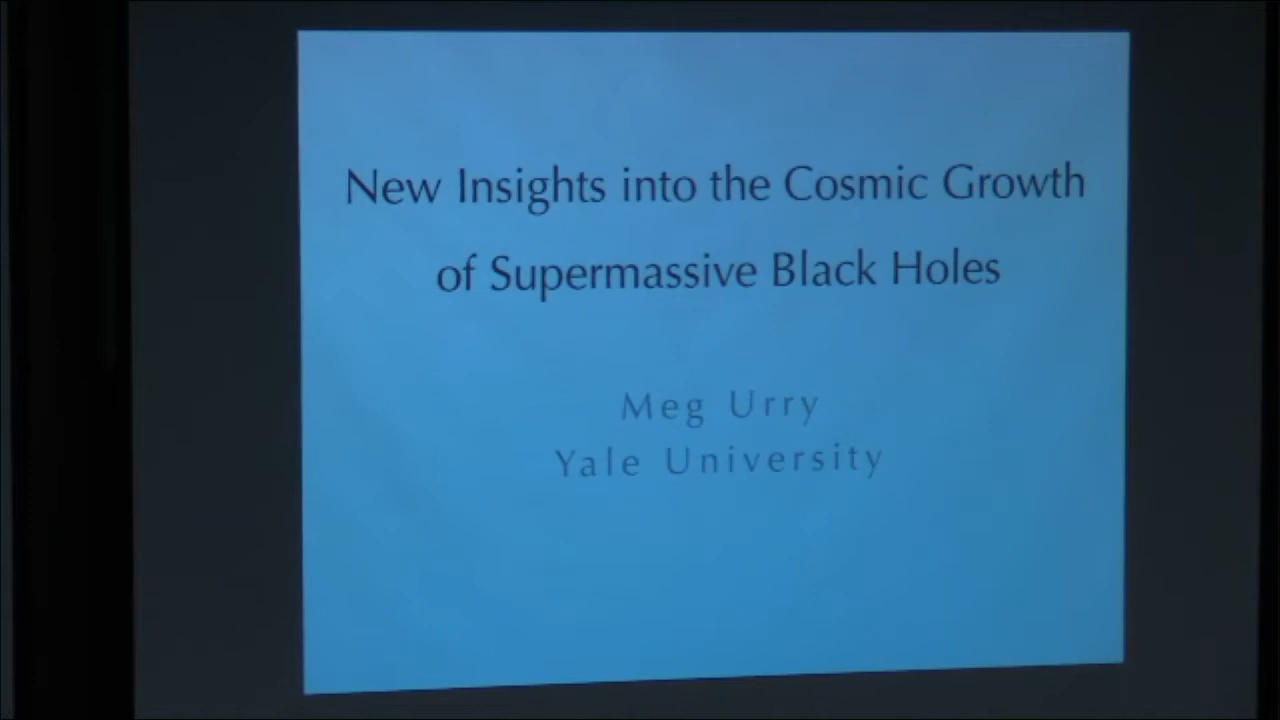 New Insights into the Cosmic Growth
of Supermassive Black Holes
Meg Urry
Yale University